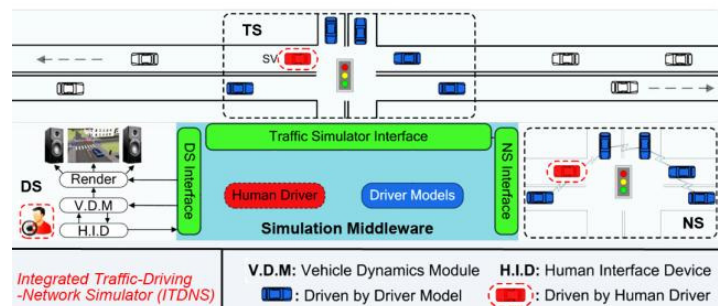 TS
SV
Traffic Simulator Interface
DS Interface
NS Interface
Render
DS
V.D.M
H.I.D
Human Driver
Driver Models
Simulation Middleware
NS
Integrated Traffic-Driving
-Network Simulator (ITDNS)
V.D.M: Vehicle Dynamics Module
H.I.D: Human Interface Device
: Driven by Driver Model
: Driven by Human Driver